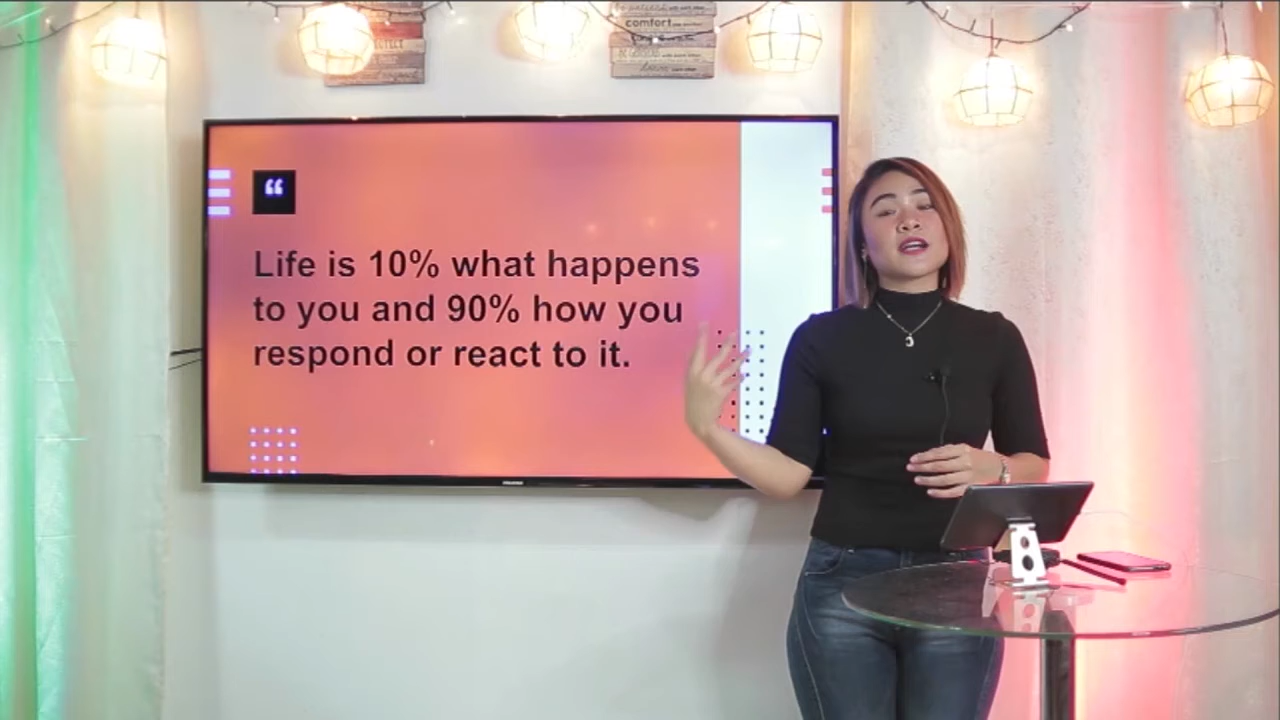 comfort
“
Life is 10% what happens
to you and 90% how you
respond or react to it.